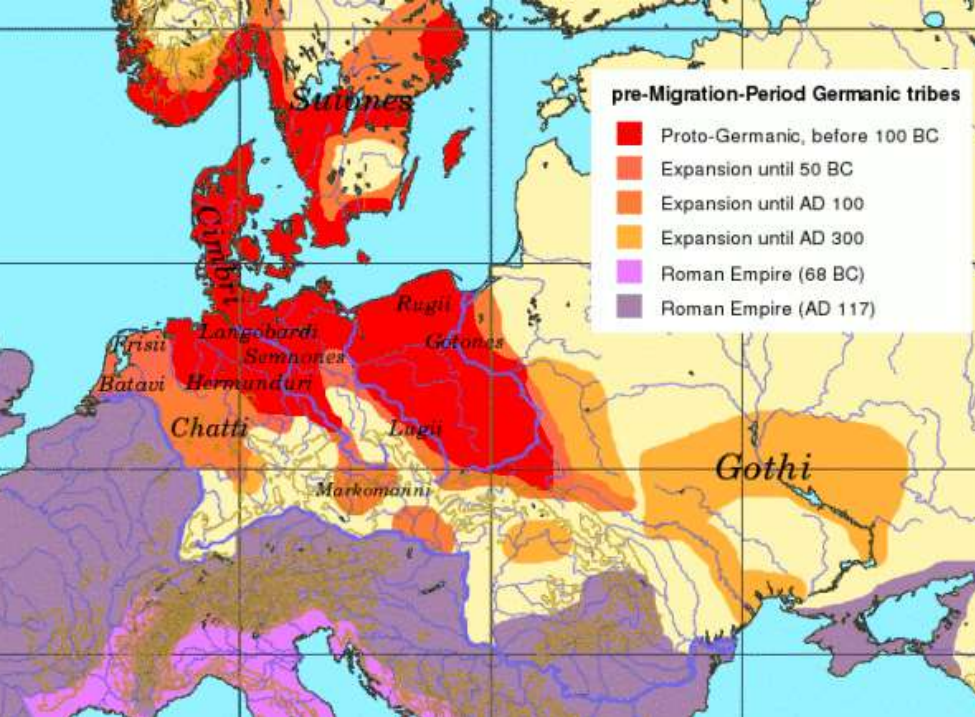 pre-Migration-Period Germanic tribes
Proto-Germanic, before 100 BC
Expansion until 50 BC
Expansion until AD 100
Expansion until AD 300
Roman Empire (68 BC)
Roman Empire (AD 117)
Suiones
Cimbri
Rugii
Langobardi
Gotones
Frisii
Semnones
Batavi
Hermunduri
Chatti
Lugii
Gothi
Markomanni